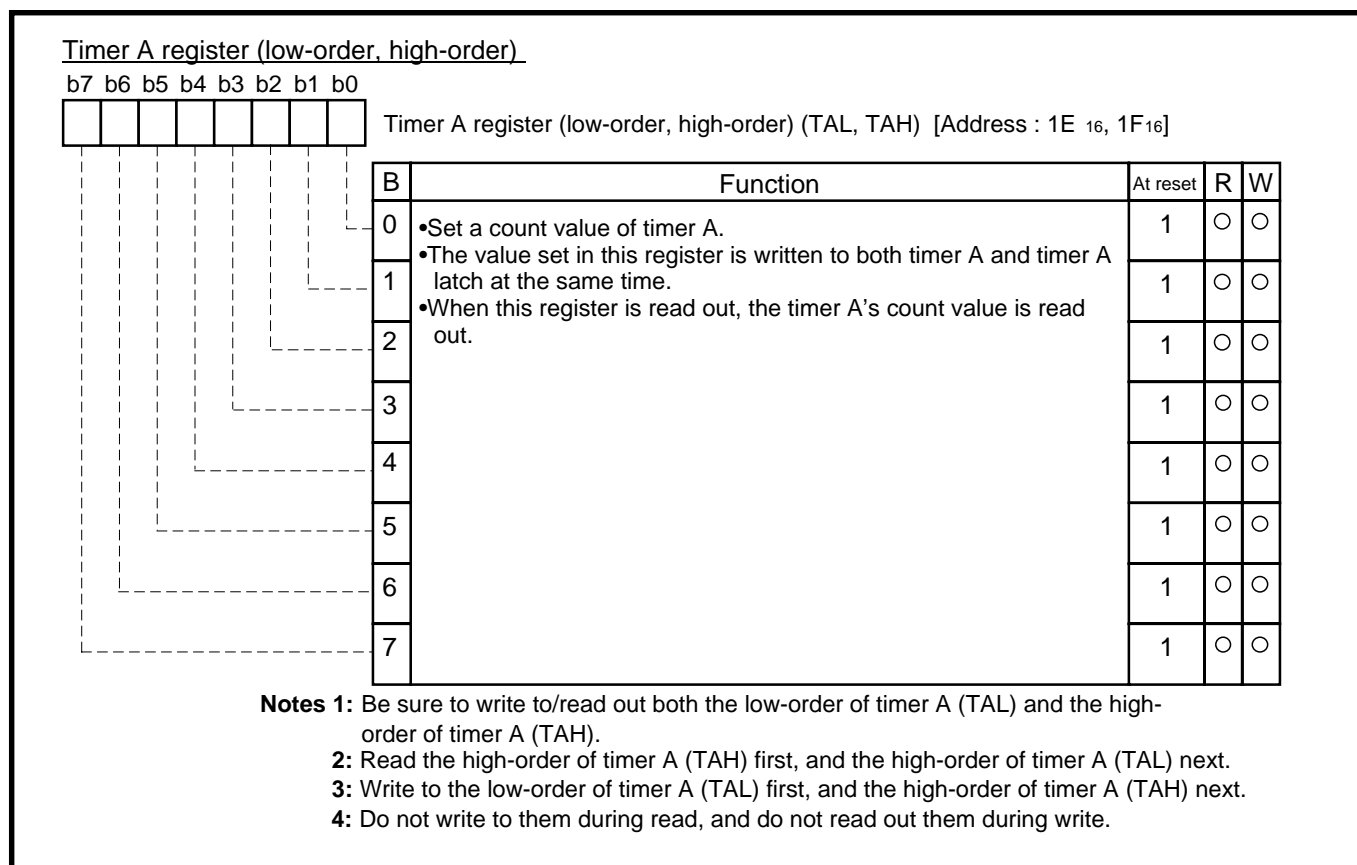 Timer A register (low-order, high-order)
b7 b6 b5 b4 b3 b2 b1 b0
Timer A register (low-order, high-order) (TAL, TAH) [Address : 1E 16, 1F16]
B Function At reset R W
0 •Set a count value of timer A. 1 ○ ○
•The value set in this register is written to both timer A and timer A
1 latch at the same time. 1 ○ ○
•When this register is read out, the timer A’s count value is read
2 out. 1 ○ ○
3 1 ○ ○
4 1 ○ ○
5 1 ○ ○
6 1 ○ ○
7 1 ○ ○
Notes 1: Be sure to write to/read out both the low-order of timer A (TAL) and the high-
order of timer A (TAH).
2: Read the high-order of timer A (TAH) first, and the high-order of timer A (TAL) next.
3: Write to the low-order of timer A (TAL) first, and the high-order of timer A (TAH) next.
4: Do not write to them during read, and do not read out them during write.